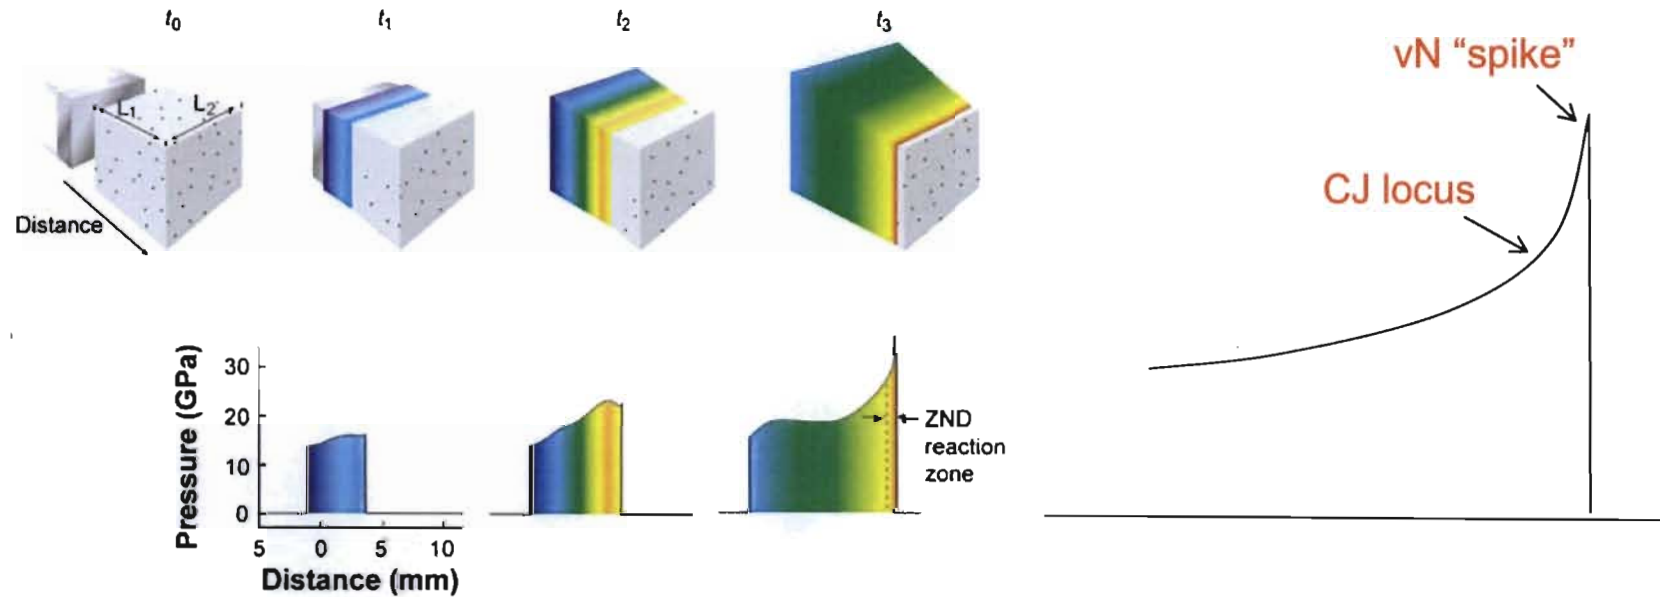 t0
t1
t2
t3
L1
L2
Distance
vN “spike”
CJ locus
Pressure (GPa)
30
20
10
0
5
0
5
10
Distance (mm)
ZND
reaction
zone